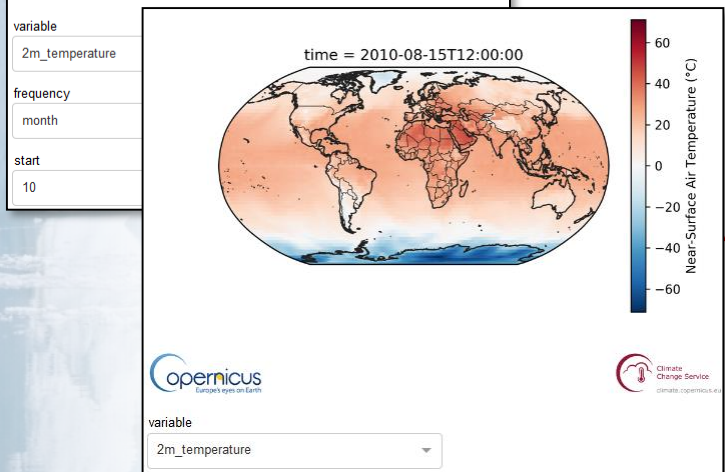 variable
2m_temperature
frequency
month
start
10
time = 2010-08-15T12:00:00
60
40
20
0
−20
−40
−60
Near-Surface Air Temperature (°C)
opernicus
Europe's eyes on Earth
Climate
Change Service
climate.copernicus.eu
variable
2m_temperature